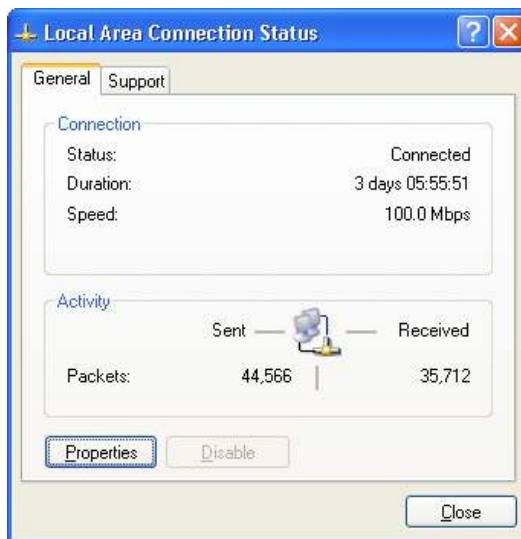 Local Area Connection Status
General Support
Connection
Status: Connected
Duration: 3 days 05:55:51
Speed: 100.0 Mbps
Activity
Sent Received
Packets: 44,566 35,712
Properties Disable
Close